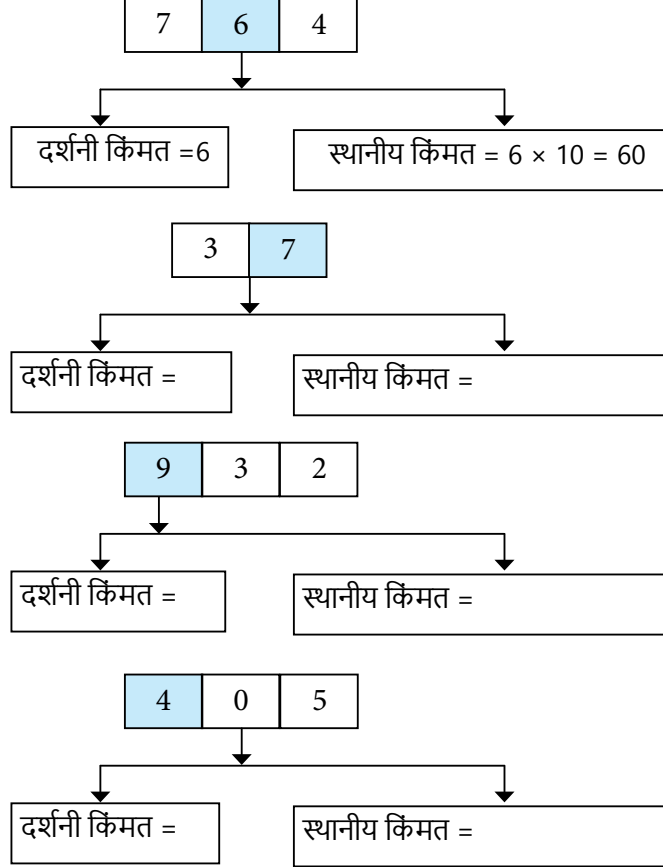 7 6 4
दर्शनी किंमत =6 स्थानीय किंमत = 6 × 10 = 60
3 7
दर्शनी किंमत = स्थानीय किंमत =
9 3 2
दर्शनी किंमत = स्थानीय किंमत =
4 0 5
दर्शनी किंमत = स्थानीय किंमत =